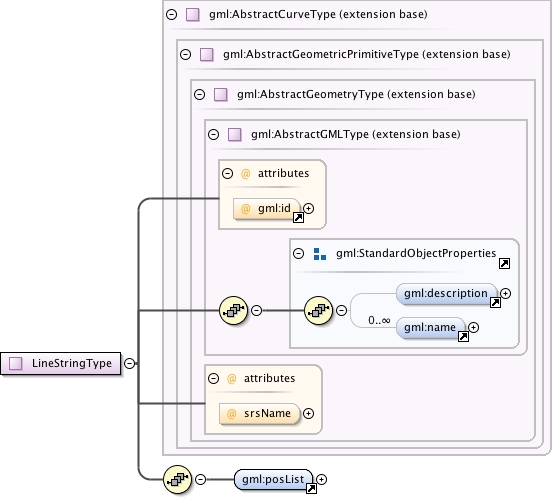 gml:AbstractCurveType (extension base)
gml:AbstractGeometricPrimitiveType (extension base)
gml:AbstractGeometryType (extension base)
gml:AbstractGMLType (extension base)
@ attributes
@ gml:id
gml:StandardObjectProperties
gml:description
0..∞
gml:name
LineStringType
@ attributes
@ srsName
gml:posList